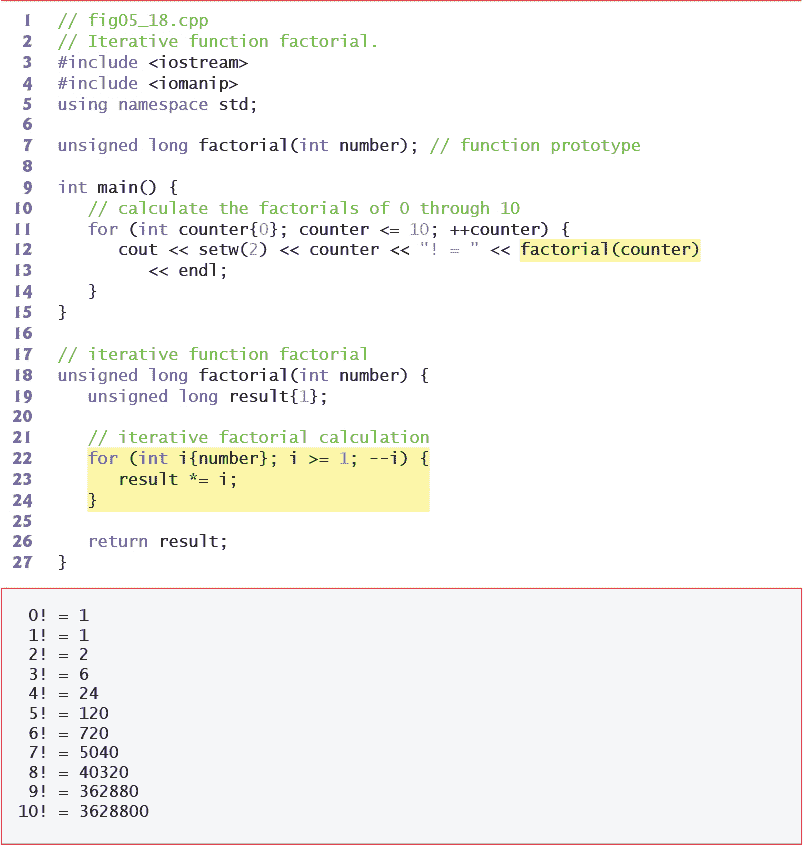 1 // fig05_18.cpp
2 // Iterative function factorial.
3 #include <iostream>
4 #include <iomanip>
5 using namespace std;
6
7 unsigned long factorial(int number); // function prototype
8
9 int main() {
10 // calculate the factorials of 0 through 10
11 for (int counter{0}; counter <= 10; ++counter) {
12 cout << setw(2) << counter << "! = " << factorial(counter)
13 << endl;
14 }
15 }
16
17 // iterative function factorial
18 unsigned long factorial(int number) {
19 unsigned long result{1};
20
21 // iterative factorial calculation
22 for (int i{number}; i >= 1; --i) {
23 result *= i;
24 }
25
26 return result;
27 }
0! = 1
1! = 1
2! = 2
3! = 6
4! = 24
5! = 120
6! = 720
7! = 5040
8! = 40320
9! = 362880
10! = 3628800